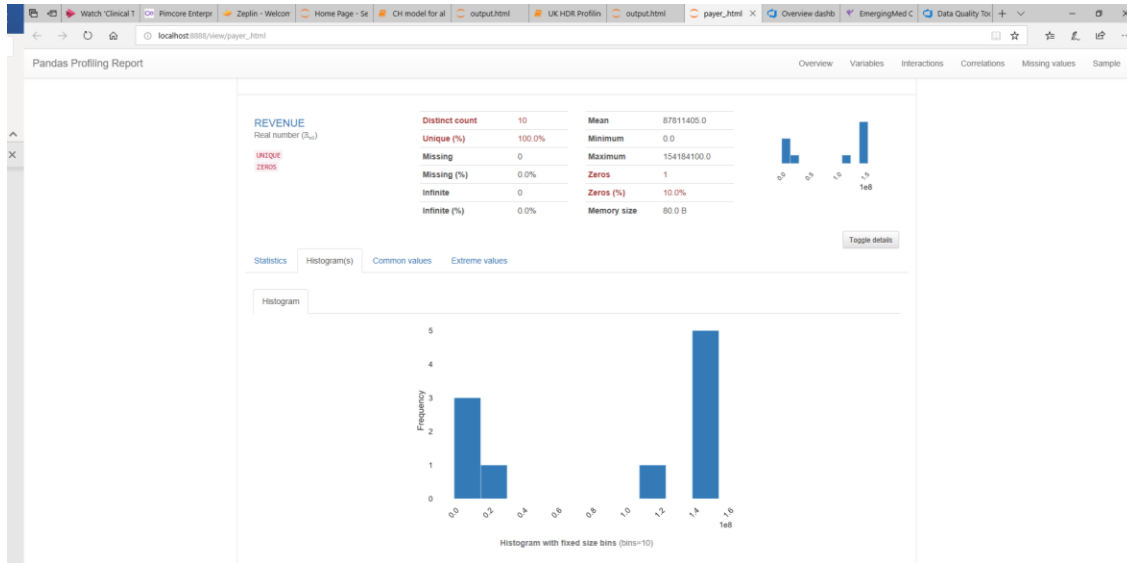 Watch 'Clinical T Pimcore Enterpr Zeplin - Welcom Home Page - Se CH model for al output.html UK HDR Profilin output.html payer_.html Overview dashb EmergingMed C Data Quality Too
localhost:8888/view/payer_.html
Pandas Profiling Report Overview Variables Interactions Correlations Missing values Sample
REVENUE
Real number (ℝ≥0)
UNIQUE
ZEROS
Distinct count 10
Unique (%) 100.0%
Missing 0
Missing (%) 0.0%
Infinite 0
Infinite (%) 0.0%
Mean 87811405.0
Minimum 0.0
Maximum 154184100.0
Zeros 1
Zeros (%) 10.0%
Memory size 80.0 B
0.0 0.5 1.0 1.5
1e8
Toggle details
Statistics Histogram(s) Common values Extreme values
Histogram
5
4
3
2
1
0
Frequency
0.0 0.2 0.4 0.6 0.8 1.0 1.2 1.4 1.6
1e8
Histogram with fixed size bins (bins=10)